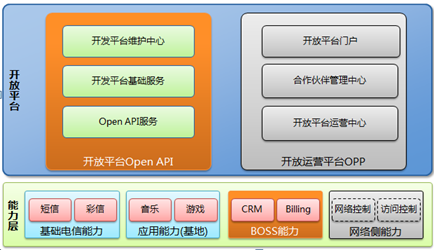 开放平台
开发平台维护中心
开发平台基础服务
Open API服务
开放平台Open API
开放平台门户
合作伙伴管理中心
开放平台运营中心
开放运营平台OPP
能力层
短信 彩信
基础电信能力
音乐 游戏
应用能力(基地)
CRM Billing
BOSS能力
网络控制 访问控制
网络侧能力